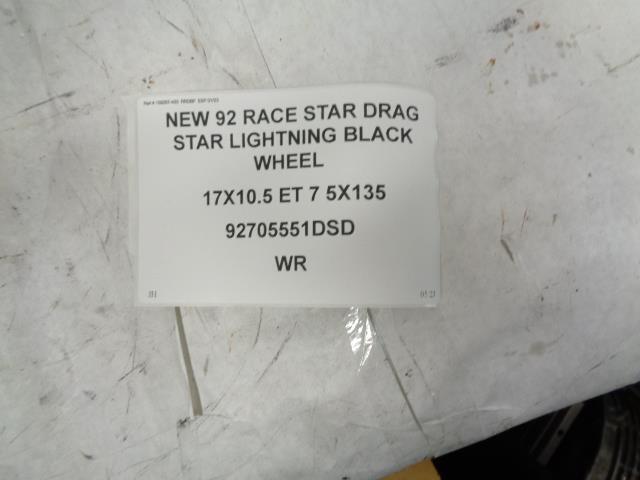 NEW 92 RACE STAR DRAG
STAR LIGHTNING BLACK
WHEEL
17X10.5 ET 7 5X135
92705551DSD
WR